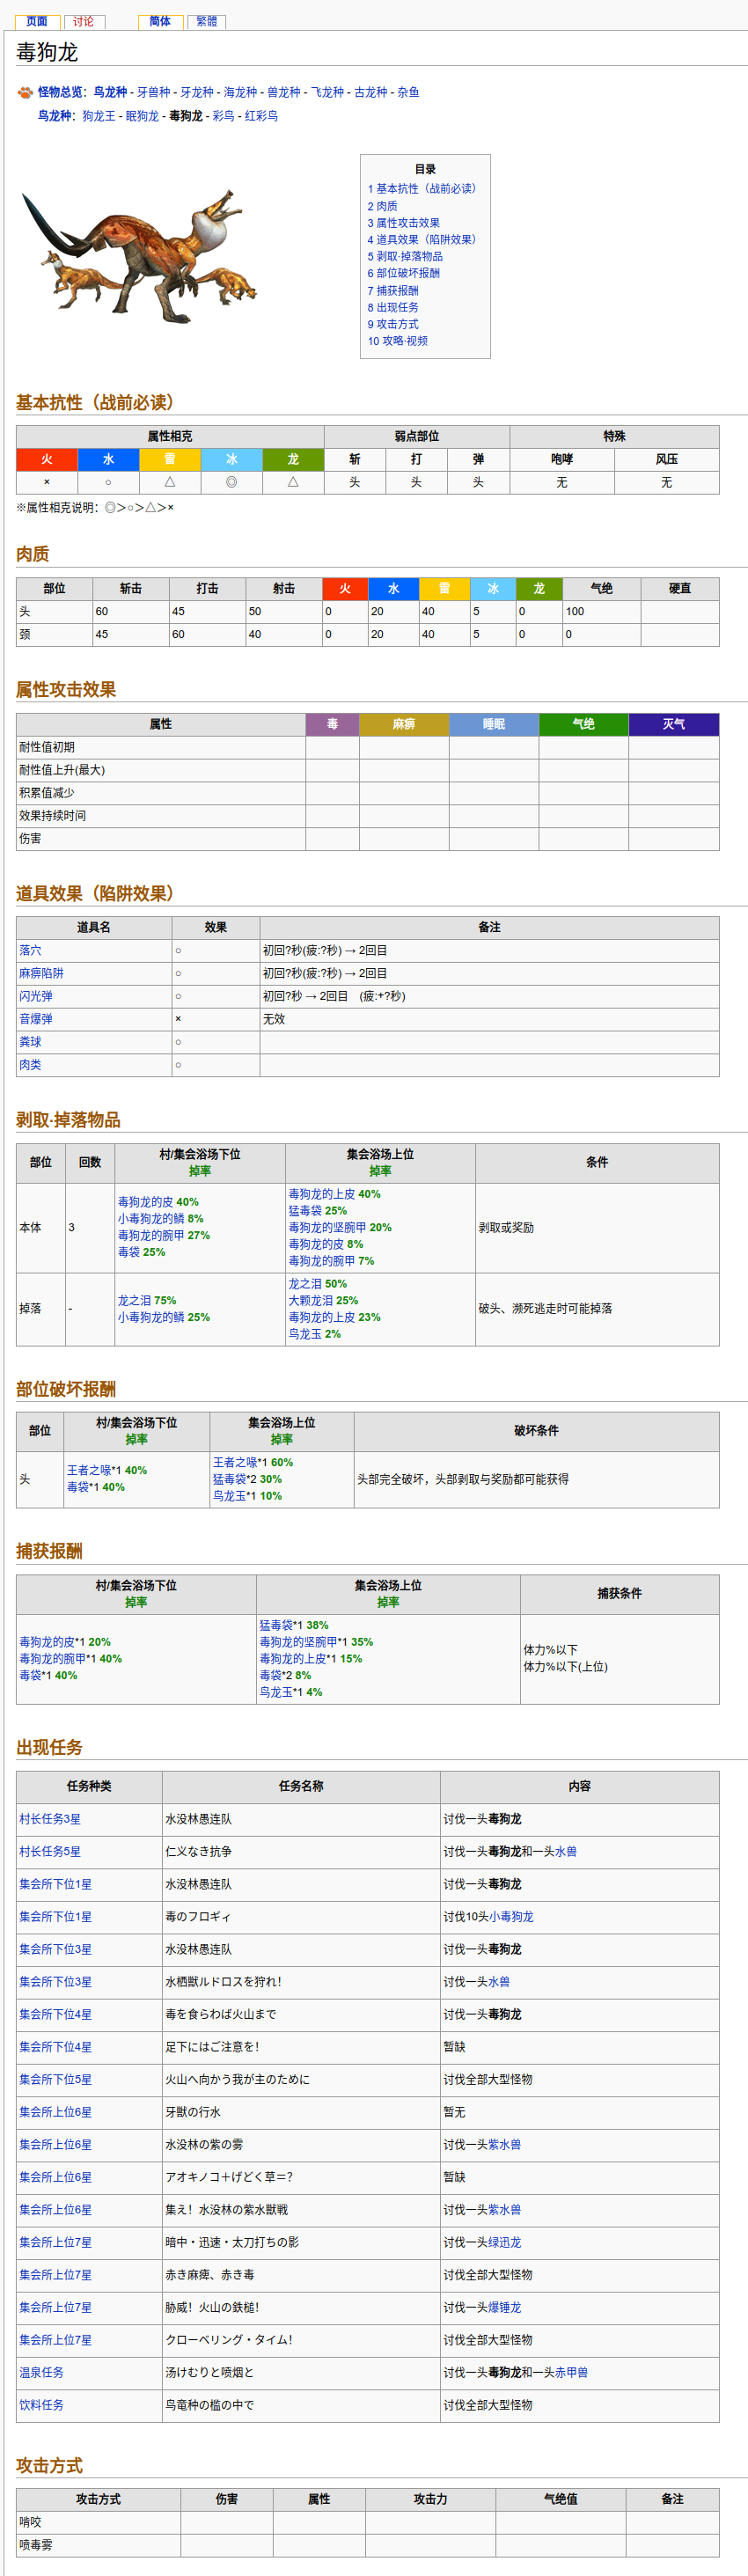 页面 讨论 简体 繁體
毒狗龙
怪物总览：鸟龙种 - 牙兽种 - 牙龙种 - 海龙种 - 兽龙种 - 飞龙种 - 古龙种 - 杂鱼
鸟龙种：狗龙王 - 眠狗龙 - 毒狗龙 - 彩鸟 - 红彩鸟
目录
1 基本抗性（战前必读）
2 肉质
3 属性攻击效果
4 道具效果（陷阱效果）
5 剥取·掉落物品
6 部位破坏报酬
7 捕获报酬
8 出现任务
9 攻击方式
10 攻略·视频
基本抗性（战前必读）
属性相克 弱点部位 特殊
火 水 雷 冰 龙 斩 打 弹 咆哮 风压
× ○ △ ◎ △ 头 头 头 无 无
※属性相克说明：◎＞○＞△＞×
肉质
部位 斩击 打击 射击 火 水 雷 冰 龙 气绝 硬直
头 60 45 50 0 20 40 5 0 100
颈 45 60 40 0 20 40 5 0 0
属性攻击效果
属性 毒 麻痹 睡眠 气绝 灭气
耐性值初期
耐性值上升(最大)
积累值减少
效果持续时间
伤害
道具效果（陷阱效果）
道具名 效果 备注
落穴 ○ 初回?秒(疲:?秒) → 2回目
麻痹陷阱 ○ 初回?秒(疲:?秒) → 2回目
闪光弹 ○ 初回?秒 → 2回目 (疲:+?秒)
音爆弹 × 无效
粪球 ○
肉类 ○
剥取·掉落物品
部位 回数 村/集会浴场下位 集会浴场上位 条件
掉率 掉率
本体 3 剥取或奖励
毒狗龙的皮 40%
小毒狗龙的鳞 8%
毒狗龙的腕甲 27%
毒袋 25%
毒狗龙的上皮 40%
猛毒袋 25%
毒狗龙的坚腕甲 20%
毒狗龙的皮 8%
毒狗龙的腕甲 7%
掉落 - 破头、濒死逃走时可能掉落
龙之泪 75%
小毒狗龙的鳞 25%
龙之泪 50%
大颗龙泪 25%
毒狗龙的上皮 23%
鸟龙玉 2%
部位破坏报酬
部位 村/集会浴场下位 集会浴场上位 破坏条件
掉率 掉率
头 头部完全破坏，头部剥取与奖励都可能获得
王者之喙*1 40%
毒袋*1 40%
王者之喙*1 60%
猛毒袋*2 30%
鸟龙玉*1 10%
捕获报酬
村/集会浴场下位 集会浴场上位 捕获条件
掉率 掉率
毒狗龙的皮*1 20%
毒狗龙的腕甲*1 40%
毒袋*1 40%
猛毒袋*1 38%
毒狗龙的坚腕甲*1 35%
毒狗龙的上皮*1 15%
毒袋*2 8%
鸟龙玉*1 4%
体力%以下
体力%以下(上位)
出现任务
任务种类 任务名称 内容
村长任务3星 水没林愚连队 讨伐一头毒狗龙
村长任务5星 仁义なき抗争 讨伐一头毒狗龙和一头水兽
集会所下位1星 水没林愚连队 讨伐一头毒狗龙
集会所下位1星 毒のフロギィ 讨伐10头小毒狗龙
集会所下位3星 水没林愚连队 讨伐一头毒狗龙
集会所下位3星 水栖獣ルドロスを狩れ！ 讨伐一头水兽
集会所下位4星 毒を食らわば火山まで 讨伐一头毒狗龙
集会所下位4星 足下にはご注意を！ 暂缺
集会所下位5星 火山へ向かう我が主のために 讨伐全部大型怪物
集会所上位6星 牙獣の行水 暂无
集会所上位6星 水没林の紫の雾 讨伐一头紫水兽
集会所上位6星 アオキノコ＋げどく草＝？ 暂缺
集会所上位6星 集え！水没林の紫水獣戦 讨伐一头紫水兽
集会所上位7星 暗中・迅速・太刀打ちの影 讨伐一头绿迅龙
集会所上位7星 赤き麻痺、赤き毒 讨伐全部大型怪物
集会所上位7星 胁威！火山の鉄槌！ 讨伐一头爆锤龙
集会所上位7星 クローベリング・タイム！ 讨伐全部大型怪物
温泉任务 汤けむりと喷烟と 讨伐一头毒狗龙和一头赤甲兽
饮料任务 鸟竜种の槛の中で 讨伐全部大型怪物
攻击方式
攻击方式 伤害 属性 攻击力 气绝值 备注
啃咬
喷毒雾